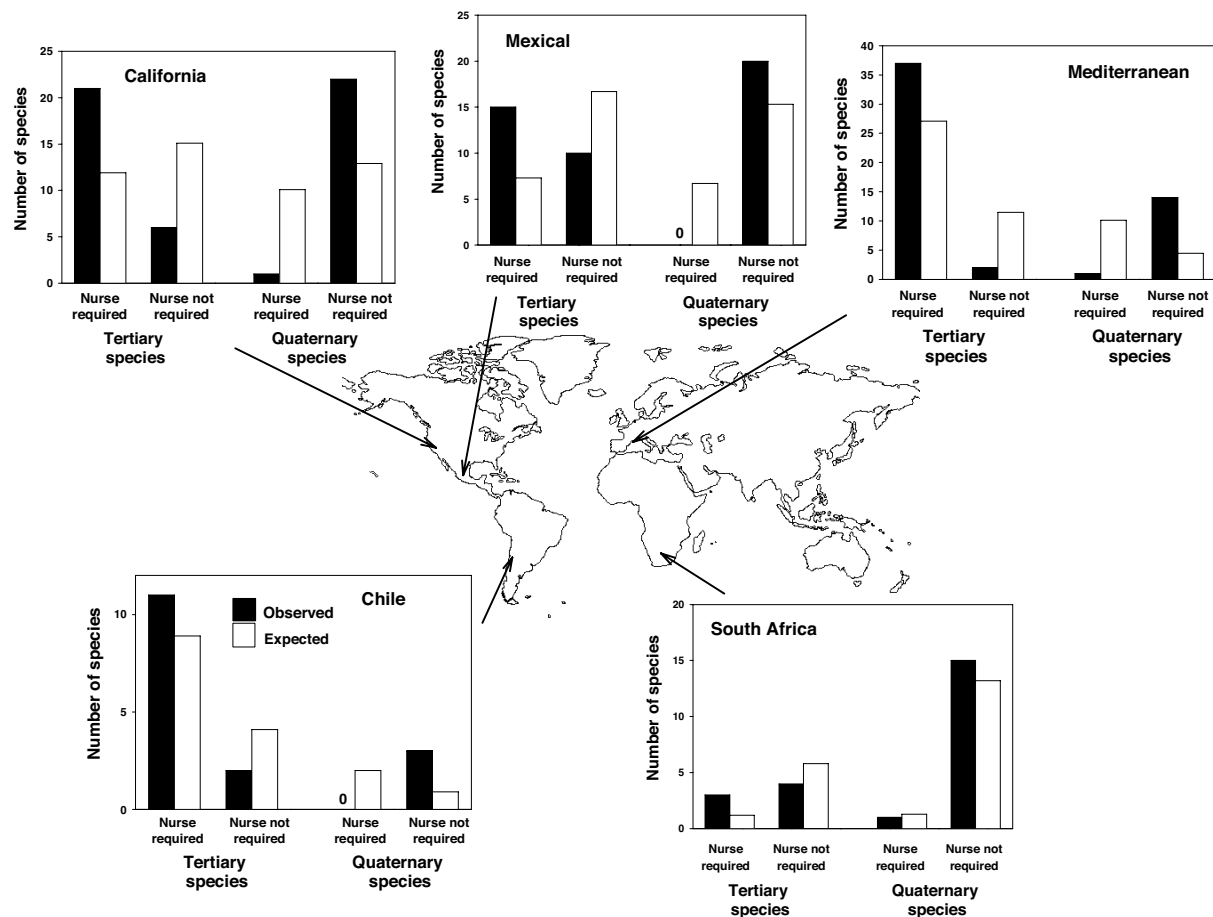 California
Number of species
25
20
15
10
5
0
Nurse required
Nurse not required
Nurse required
Nurse not required
Tertiary species
Quaternary species
Mexical
Number of species
25
20
15
10
5
0
0
Nurse required
Nurse not required
Nurse required
Nurse not required
Tertiary species
Quaternary species
Mediterranean
Number of species
40
35
30
25
20
15
10
5
0
Nurse required
Nurse not required
Nurse required
Nurse not required
Tertiary species
Quaternary species
Chile
Observed
Expected
Number of species
10
5
0
0
Nurse required
Nurse not required
Nurse required
Nurse not required
Tertiary species
Quaternary species
South Africa
Number of species
20
15
10
5
0
Nurse required
Nurse not required
Nurse required
Nurse not required
Tertiary species
Quaternary species